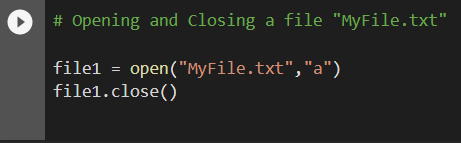 # Opening and Closing a file "MyFile.txt"
file1 = open("MyFile.txt","a")
file1.close()